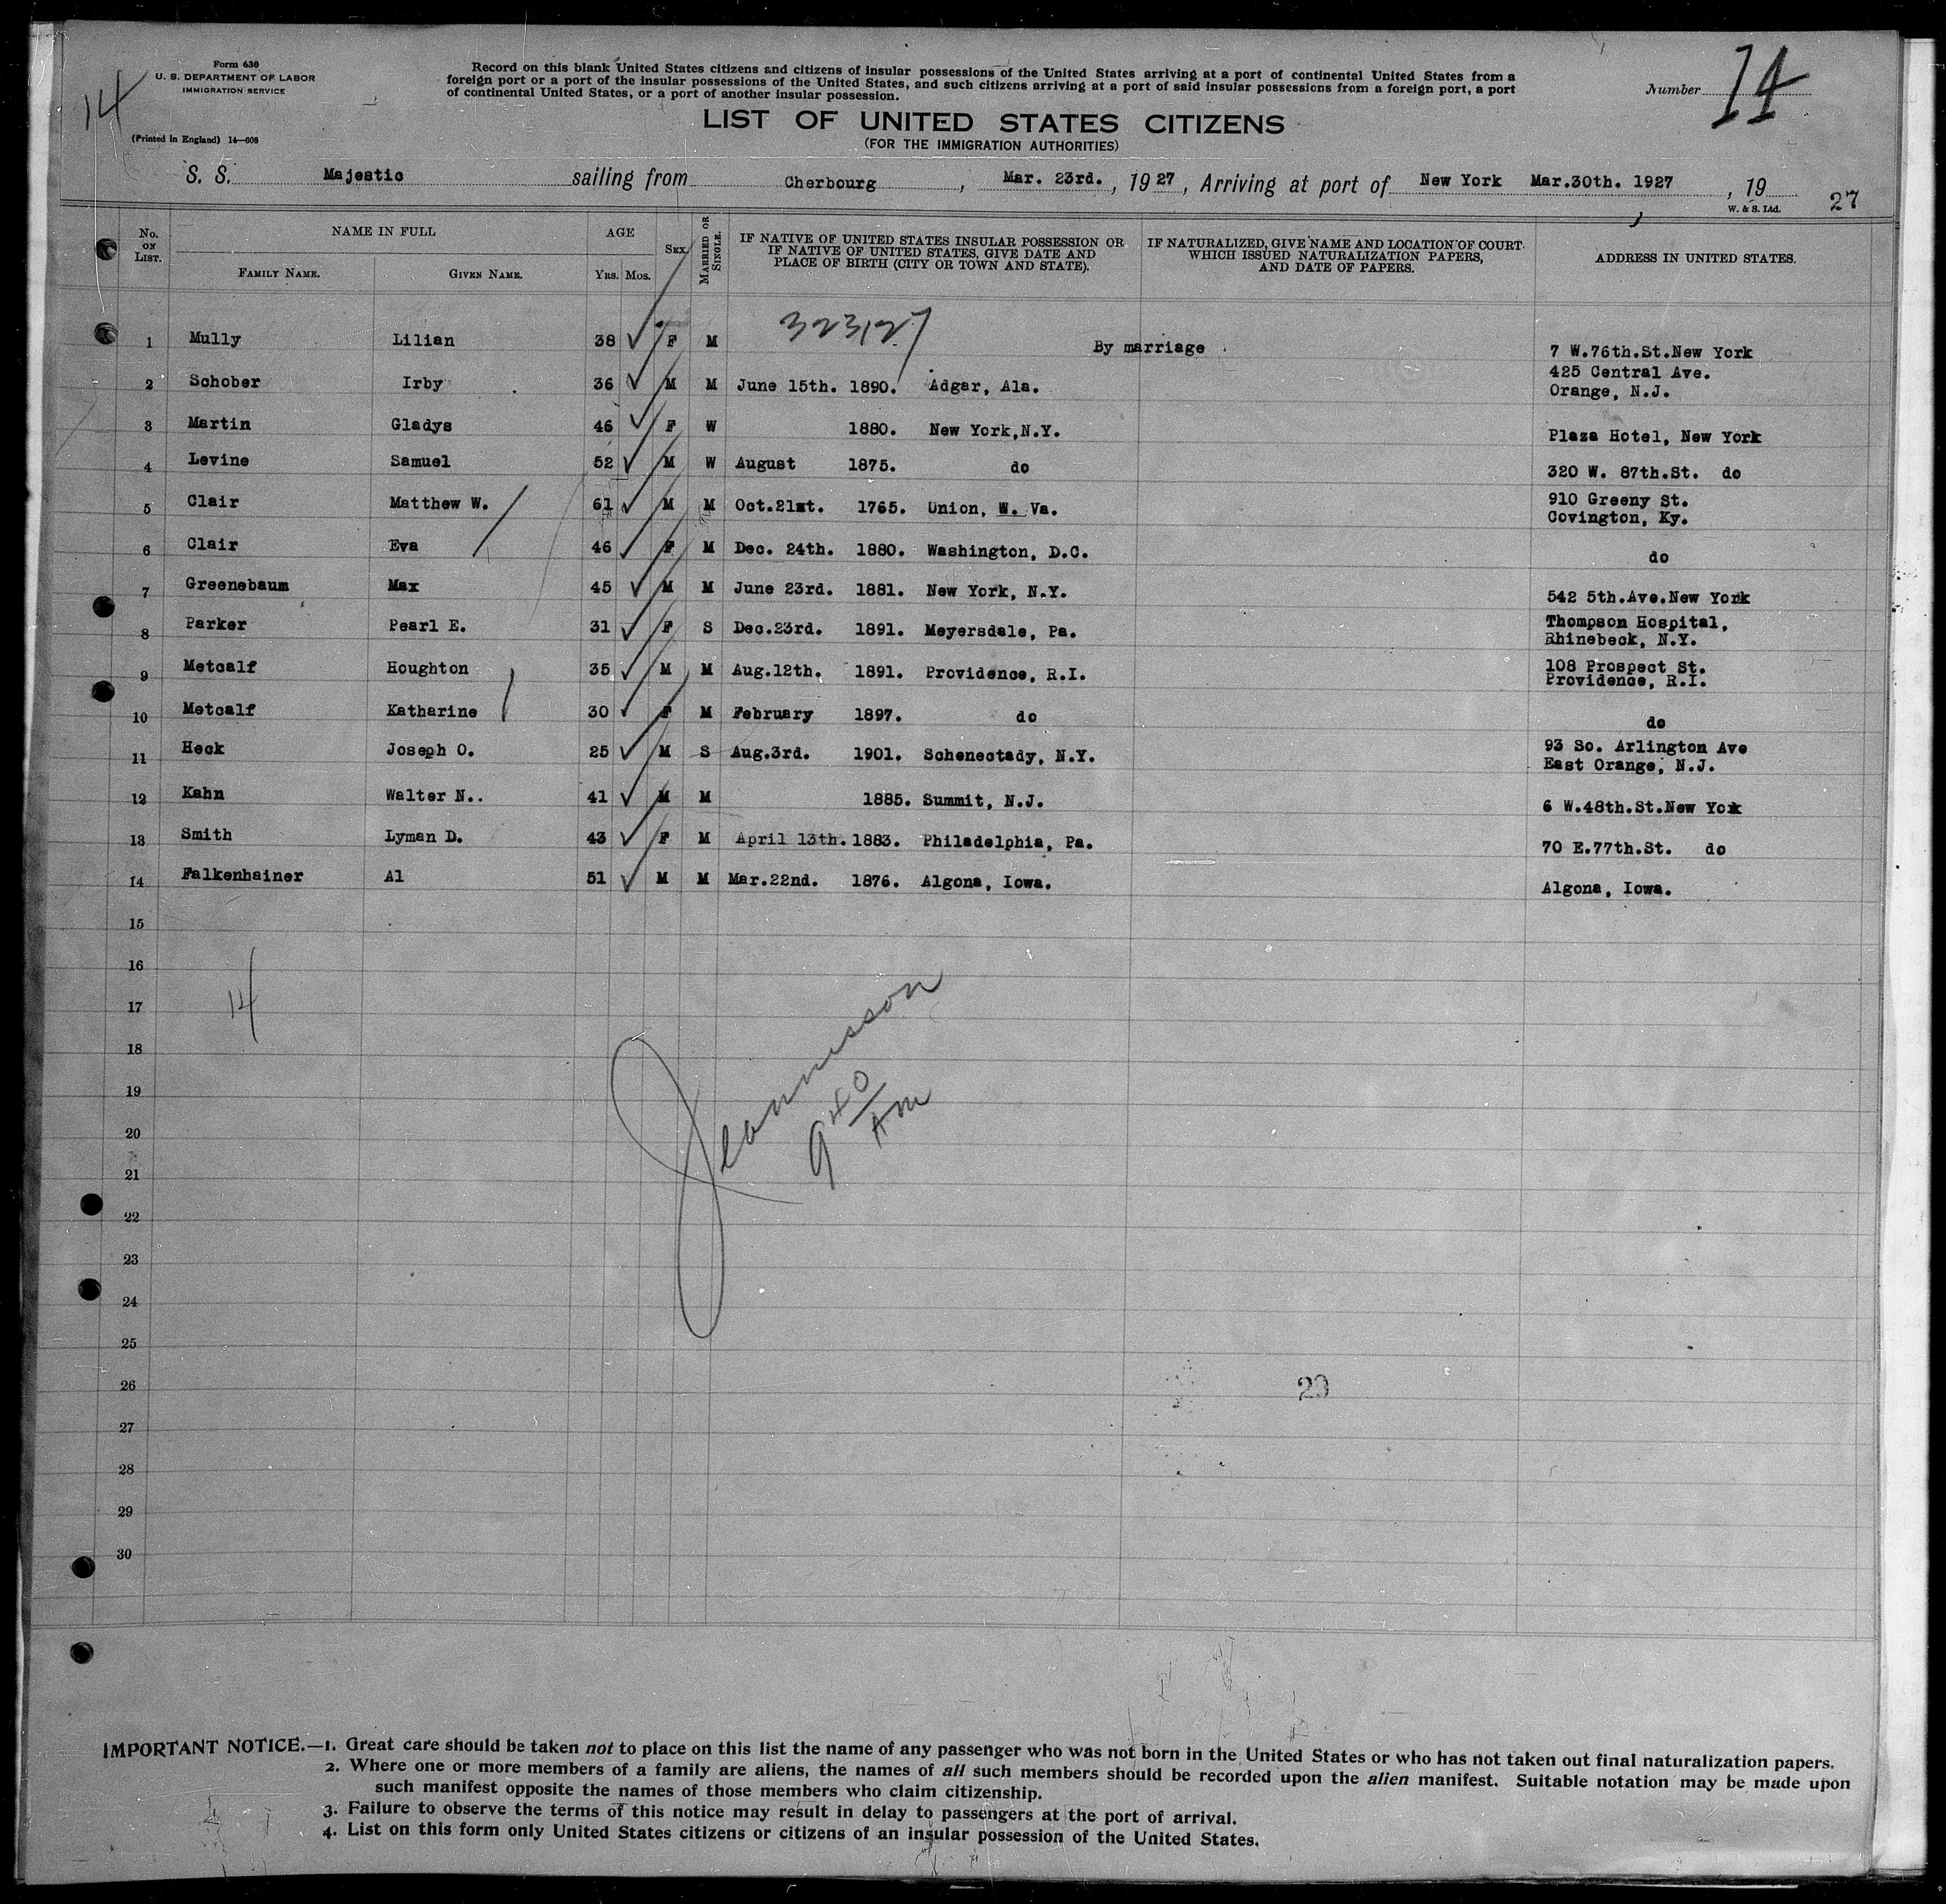 14
Form 630
U. S. DEPARTMENT OF LABOR
IMMIGRATION SERVICE
(Printed in England) 14—608
Record on this blank United States citizens and citizens of insular possessions of the United States arriving at a port of continental United States from a
foreign port or a port of the insular possessions of the United States, and such citizens arriving at a port of said insular possessions from a foreign port, a port
of continental United States, or a port of another insular possession.
Number 14
LIST OF UNITED STATES CITIZENS
(FOR THE IMMIGRATION AUTHORITIES)
S. S. Majestic sailing from Cherbourg, Mar. 23rd., 1927, Arriving at port of New York Mar.30th. 1927, 19 27
W. & S. Ltd.
No. ON LIST. NAME IN FULL AGE SEX. MARRIED OR SINGLE. IF NATIVE OF UNITED STATES INSULAR POSSESSION OR IF NATIVE OF UNITED STATES, GIVE DATE AND PLACE OF BIRTH (CITY OR TOWN AND STATE). IF NATURALIZED, GIVE NAME AND LOCATION OF COURT WHICH ISSUED NATURALIZATION PAPERS, AND DATE OF PAPERS. ADDRESS IN UNITED STATES.
FAMILY NAME. GIVEN NAME. YRS. MOS.
323127
1 Mully Lilian 38 F M By marriage 7 W.76th.St.New York
2 Schober Irby 36 M M June 15th. 1890. Adgar, Ala. 425 Central Ave.
Orange, N.J.
3 Martin Gladys 46 F W 1880. New York,N.Y. Plaza Hotel, New York
4 Levine Samuel 52 M W August 1875. do 320 W. 87th.St. do
5 Clair Matthew W. 61 M M Oct.21st. 1765. Union, W. Va. 910 Greeny St.
Covington, Ky.
6 Clair Eva 46 F M Dec. 24th. 1880. Washington, D.C. do
7 Greenebaum Max 45 M M June 23rd. 1881. New York, N.Y. 542 5th.Ave.New York
8 Parker Pearl E. 31 F S Dec.23rd. 1891. Meyersdale, Pa. Thompson Hospital,
Rhinebeck, N.Y.
9 Metcalf Houghton 35 M M Aug.12th. 1891. Providence, R.I. 108 Prospect St.
Providence, R.I.
10 Metcalf Katharine 30 F M February 1897. do do
11 Heck Joseph O. 25 M S Aug.3rd. 1901. Schenectady, N.Y. 93 So. Arlington Ave
East Orange, N.J.
12 Kahn Walter N.. 41 M M 1885. Summit, N.J. 6 W.48th.St.New Yok
13 Smith Lyman D. 43 F M April 13th. 1883. Philadelphia, Pa. 70 E.77th.St. do
14 Falkenhainer Al 51 M M Mar.22nd. 1876. Algona, Iowa. Algona, Iowa.
15
16
17 14
18
19
20
21
22
23
24
25
26
27
28
29
30
Jeannisson
9 40
AM
29
IMPORTANT NOTICE.—1. Great care should be taken not to place on this list the name of any passenger who was not born in the United States or who has not taken out final naturalization papers.
2. Where one or more members of a family are aliens, the names of all such members should be recorded upon the alien manifest. Suitable notation may be made upon
such manifest opposite the names of those members who claim citizenship.
3. Failure to observe the terms of this notice may result in delay to passengers at the port of arrival.
4. List on this form only United States citizens or citizens of an insular possession of the United States.